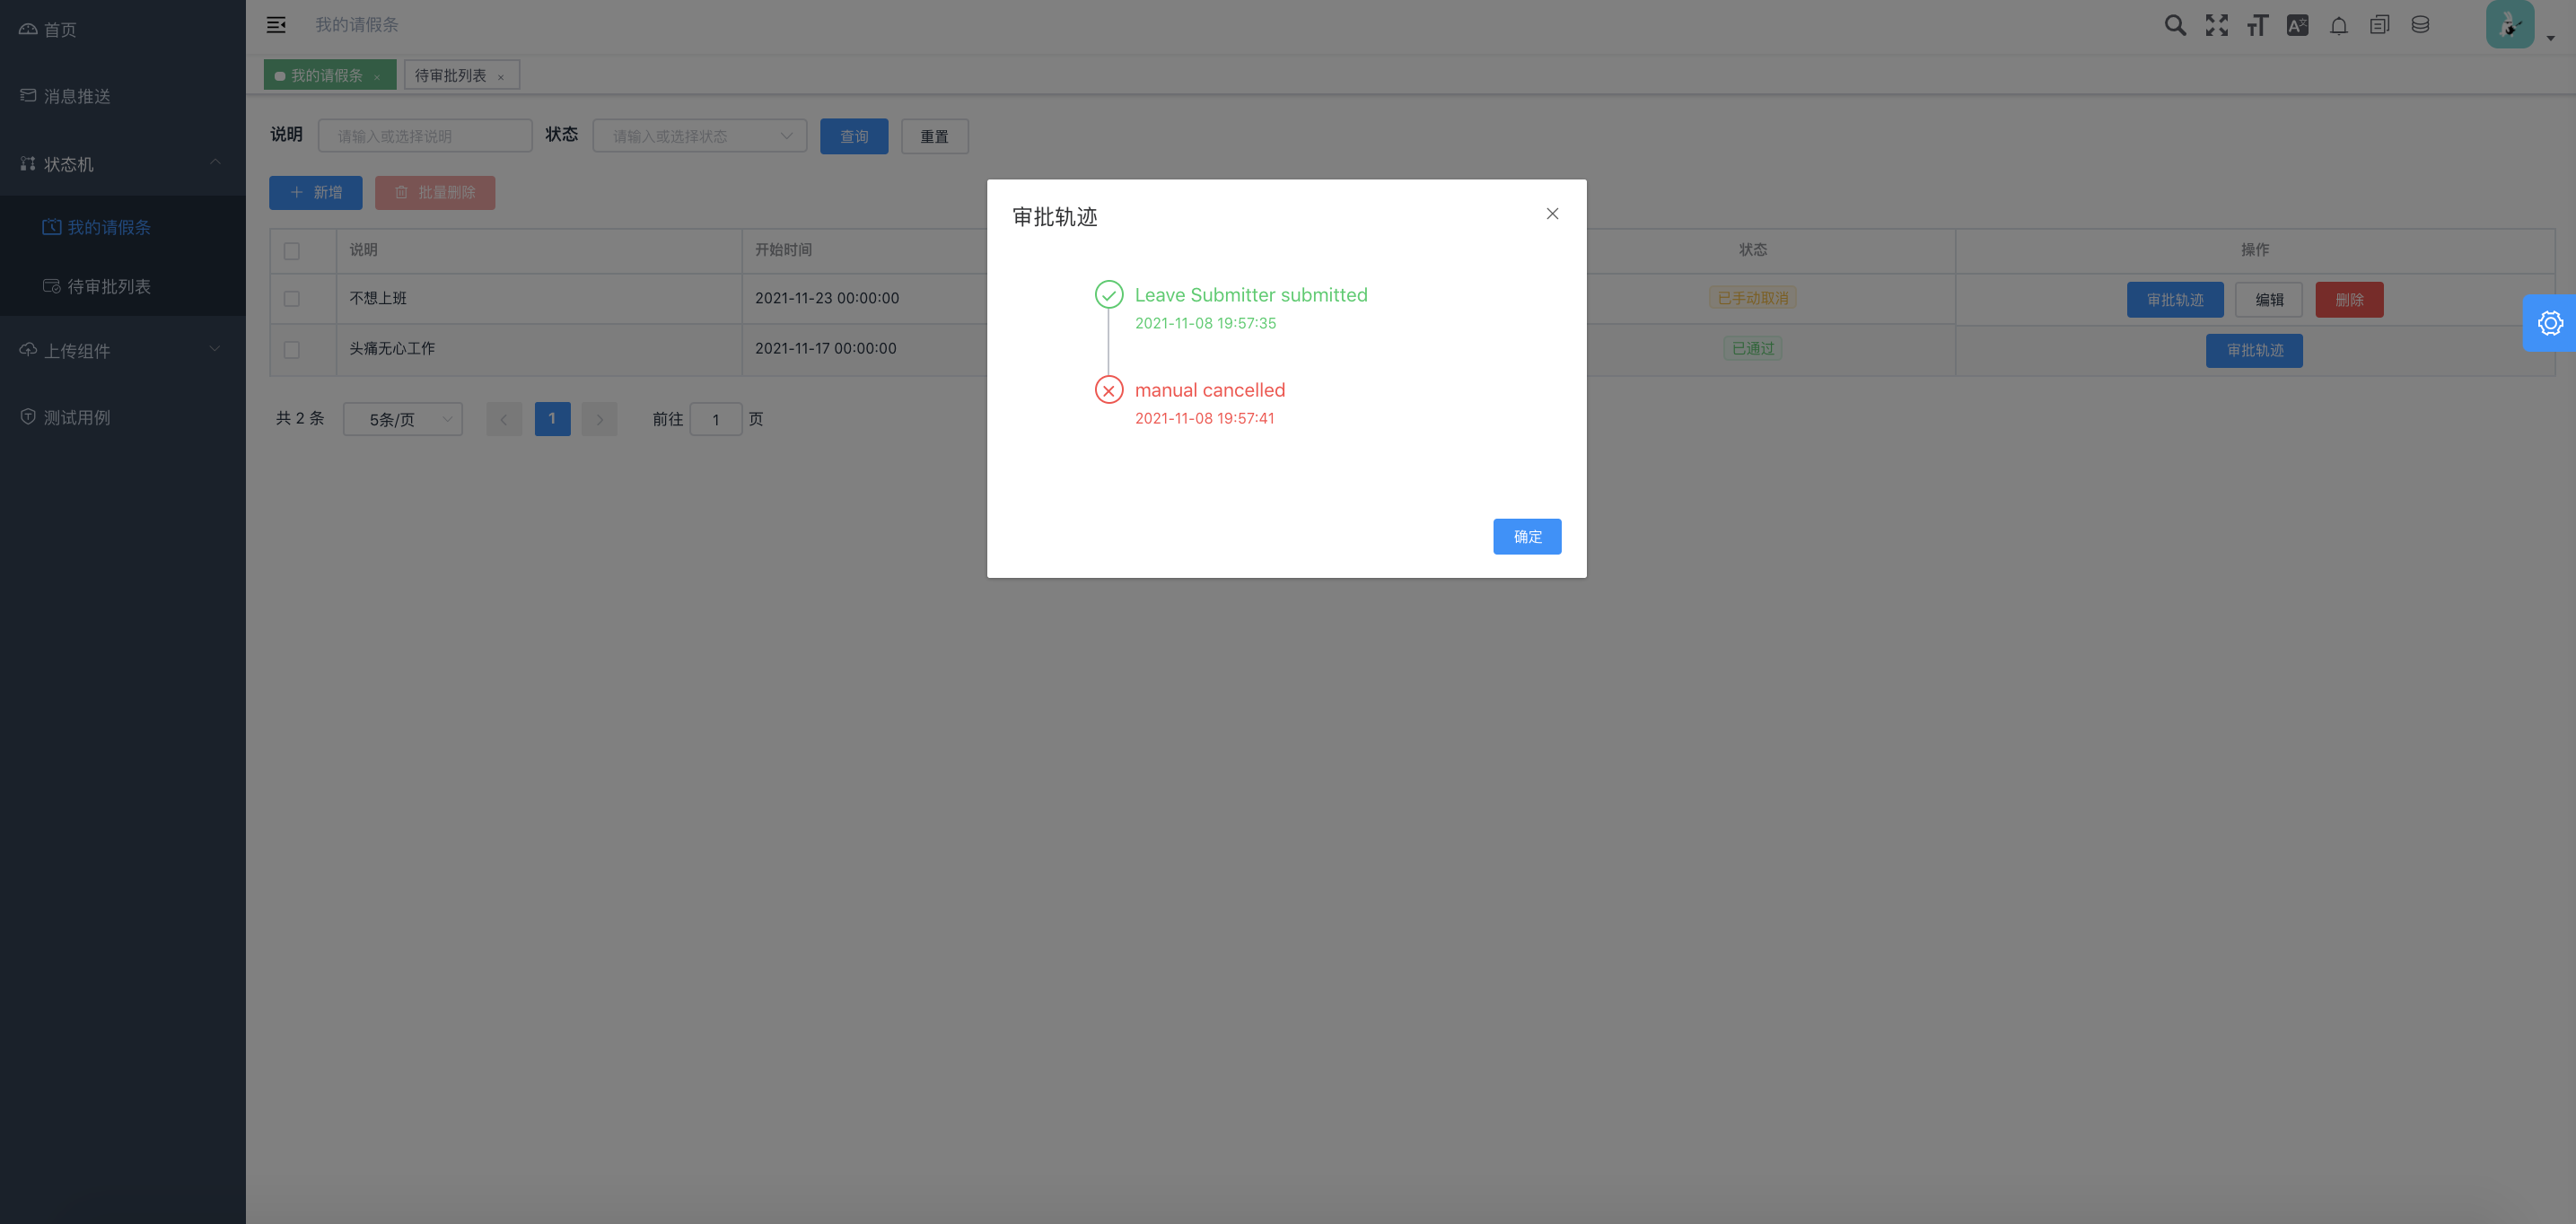 首页
消息推送
状态机
我的请假条
待审批列表
上传组件
测试用例
我的请假条
我的请假条 ×
待审批列表 ×
说明 请输入或选择说明 状态 请输入或选择状态 查询 重置
新增 批量删除
说明 开始时间 状态 操作
不想上班 2021-11-23 00:00:00 已手动取消 审批轨迹 编辑 删除
头痛无心工作 2021-11-17 00:00:00 已通过 审批轨迹
共 2 条 5条/页 1 前往 1 页
审批轨迹
Leave Submitter submitted
2021-11-08 19:57:35
manual cancelled
2021-11-08 19:57:41
确定